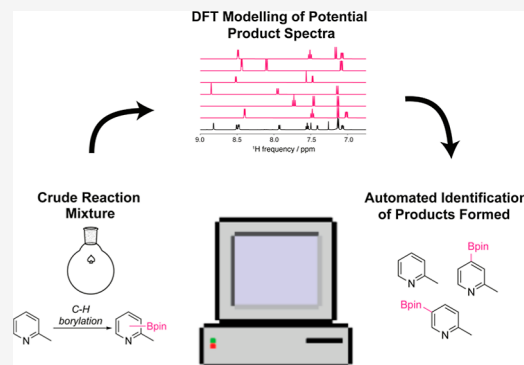 DFT Modelling of Potential
Product Spectra
9.0 8.5 8.0 7.5 7.0
¹H frequency / ppm
Crude Reaction
Mixture
Automated Identification
of Products Formed
C-H
borylation
N
N
Bpin
N
Bpin
N
Bpin
N